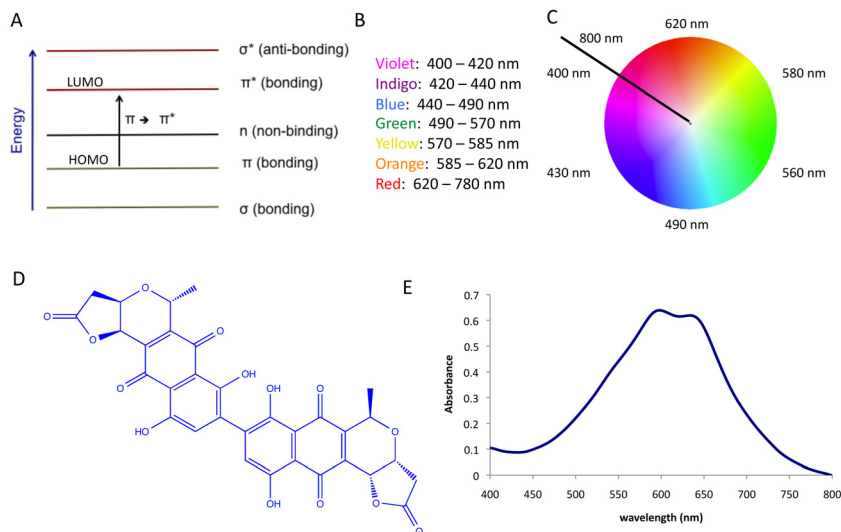 A
σ* (anti-bonding)
LUMO
π* (bonding)
π → π*
n (non-binding)
HOMO
π (bonding)
σ (bonding)
Energy
B
Violet: 400 – 420 nm
Indigo: 420 – 440 nm
Blue: 440 – 490 nm
Green: 490 – 570 nm
Yellow: 570 – 585 nm
Orange: 585 – 620 nm
Red: 620 – 780 nm
C
620 nm
800 nm
400 nm
580 nm
430 nm
560 nm
490 nm
D
O
O
O
O
O
OH
HO
OH
O
O
OH
O
O
O
E
0.7
0.6
0.5
0.4
0.3
0.2
0.1
0
Absorbance
400 450 500 550 600 650 700 750 800
wavelength (nm)